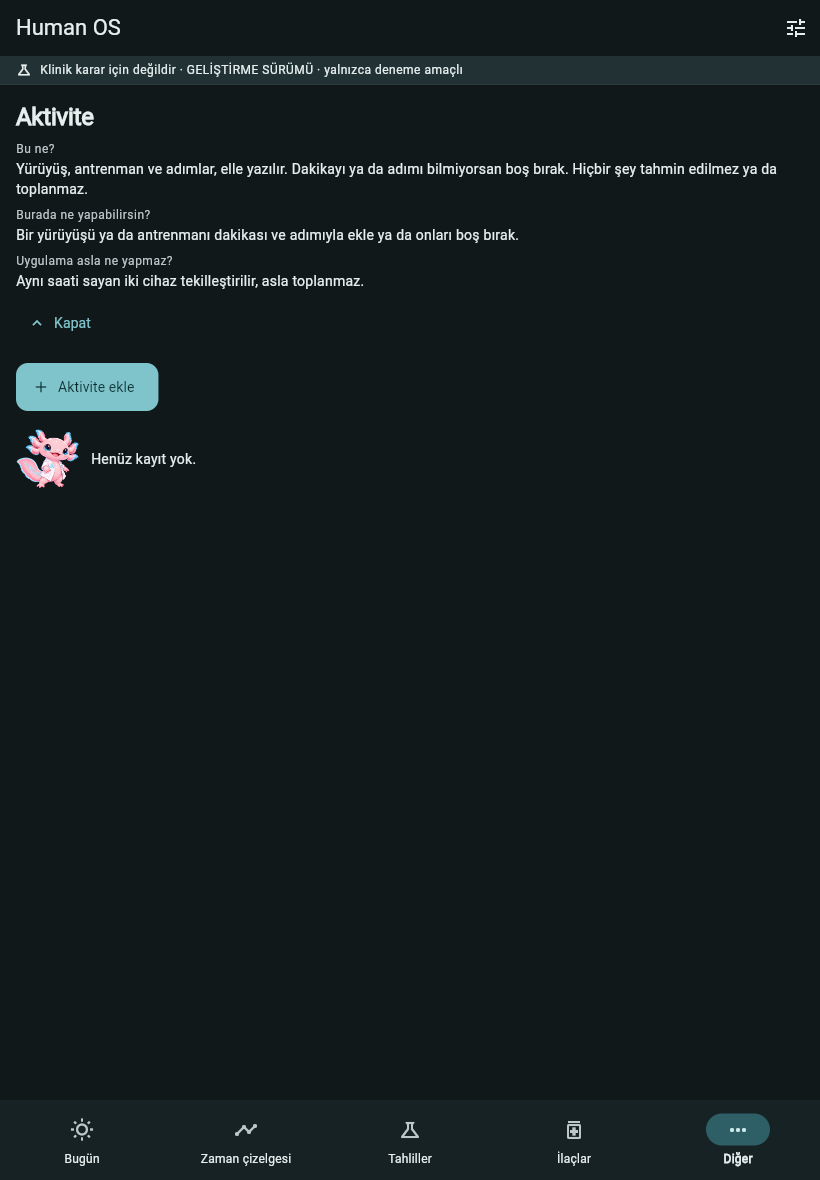 Human OS
Klinik karar için değildir · GELİŞTİRME SÜRÜMÜ · yalnızca deneme amaçlı
Aktivite
Bu ne?
Yürüyüş, antrenman ve adımlar, elle yazılır. Dakikayı ya da adımı bilmiyorsan boş bırak. Hiçbir şey tahmin edilmez ya da
toplanmaz.
Burada ne yapabilirsin?
Bir yürüyüşü ya da antrenmanı dakikası ve adımıyla ekle ya da onları boş bırak.
Uygulama asla ne yapmaz?
Aynı saati sayan iki cihaz tekilleştirilir, asla toplanmaz.
Kapat
Aktivite ekle
Henüz kayıt yok.
Bugün
Zaman çizelgesi
Tahliller
İlaçlar
Diğer